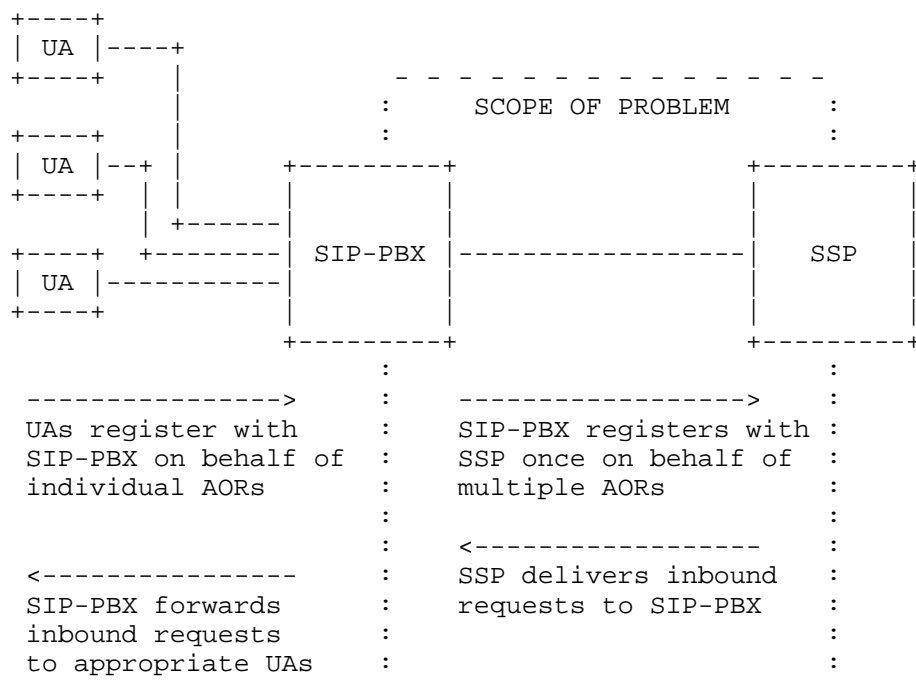 UA
SCOPE OF PROBLEM
UA
SIP-PBX
SSP
UA
UAs register with
SIP-PBX on behalf of
individual AORs
SIP-PBX registers with
SSP once on behalf of
multiple AORs
SSP delivers inbound
requests to SIP-PBX
SIP-PBX forwards
inbound requests
to appropriate UAs